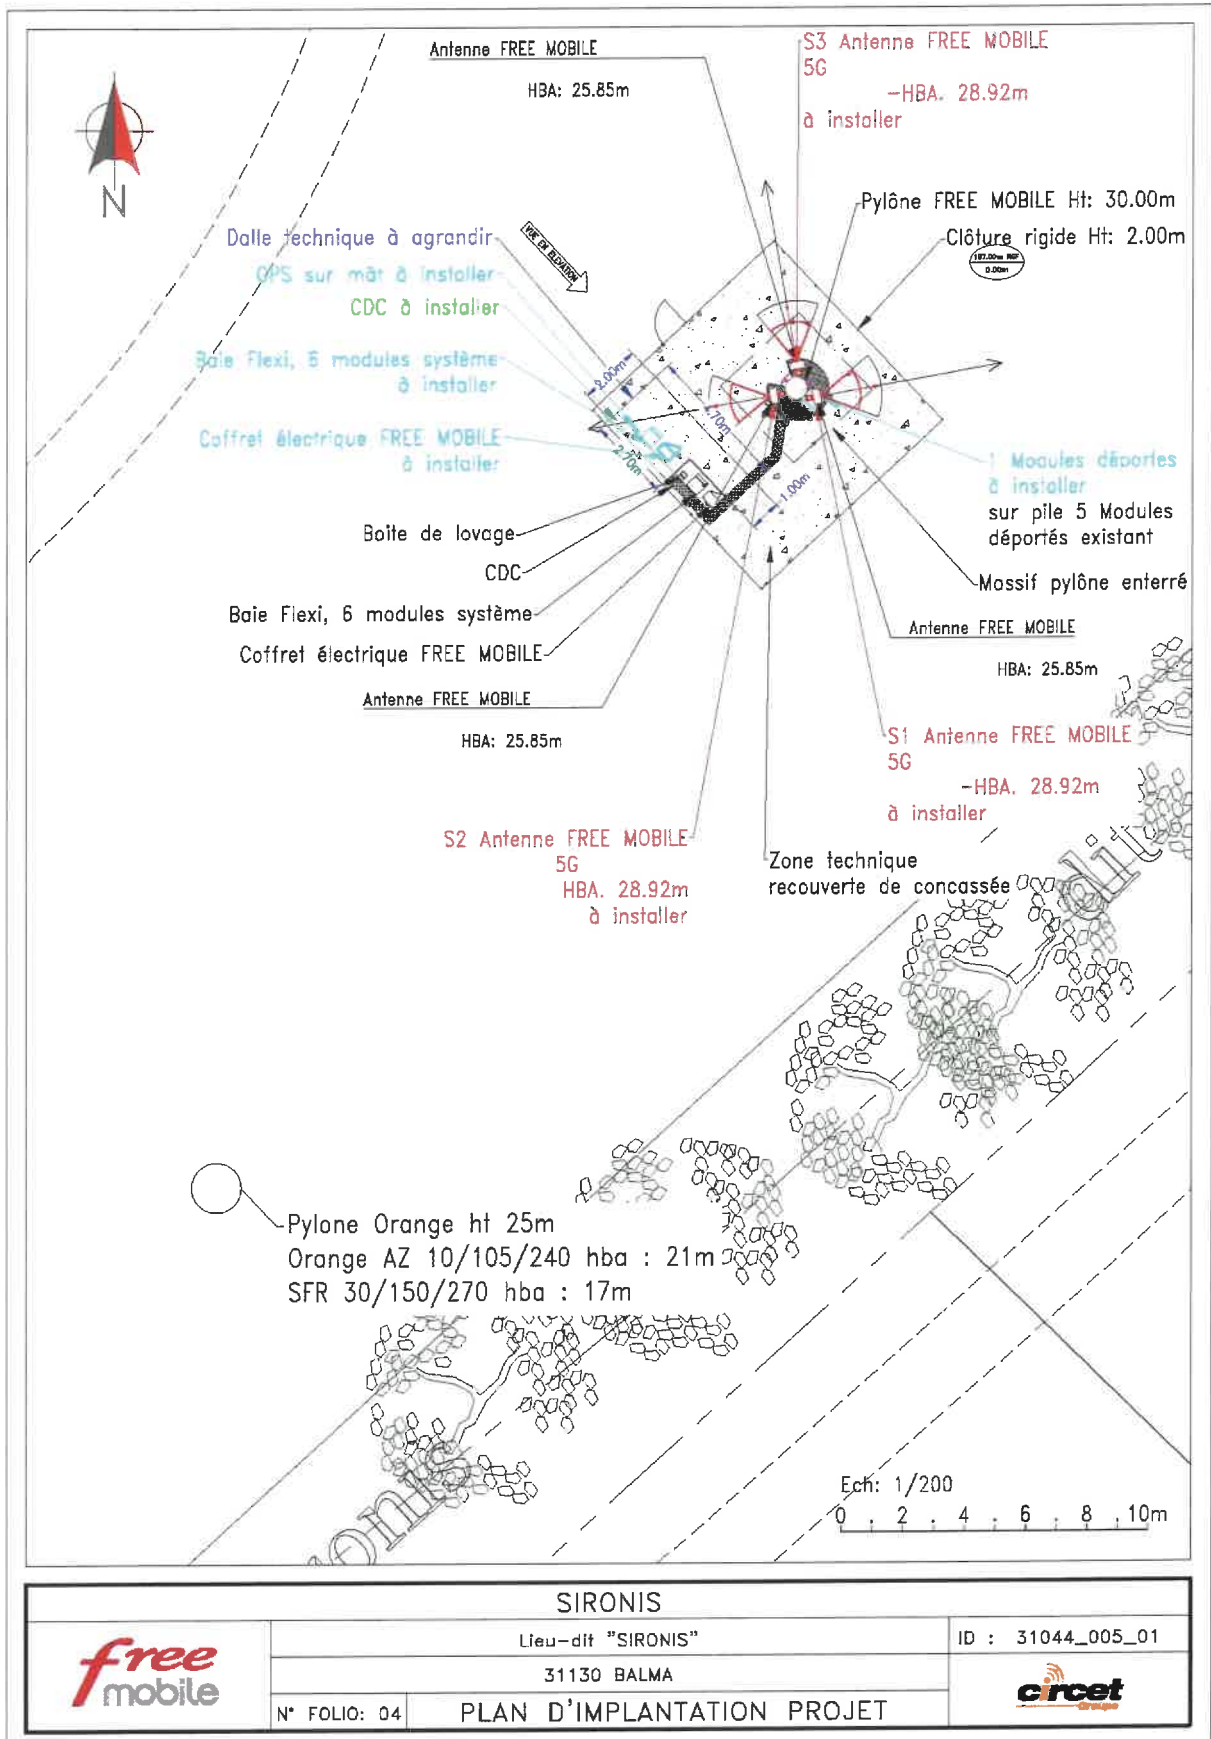 Antenne FREE MOBILE
HBA: 25.85m
S3 Antenne FREE MOBILE
5G
-HBA. 28.92m
à installer
N
Pylône FREE MOBILE Ht: 30.00m
Clôture rigide Ht: 2.00m
0.00m
VUE EN ELEVATION
Dalle technique à agrandir
GPS sur mât à installer
CDC à installer
Baie Flexi, 6 modules système
à installer
Coffret électrique FREE MOBILE
à installer
2.00m
2.70m
1.00m
1 Modules déportés
à installer
sur pile 5 Modules
déportés existant
Boite de lovage
CDC
Baie Flexi, 6 modules système
Coffret électrique FREE MOBILE
Massif pylône enterré
Antenne FREE MOBILE
HBA: 25.85m
Antenne FREE MOBILE
HBA: 25.85m
S1 Antenne FREE MOBILE
5G
-HBA. 28.92m
à installer
S2 Antenne FREE MOBILE
5G
HBA. 28.92m
à installer
Zone technique
recouverte de concassée
dit
Pylone Orange ht 25m
Orange AZ 10/105/240 hba : 21m
SFR 30/150/270 hba : 17m
onis
Ech: 1/200
0 . 2 . 4 . 6 . 8 . 10m
SIRONIS
free
mobile
Lieu-dit "SIRONIS"
ID : 31044_005_01
31130 BALMA
circet
Groupe
N° FOLIO: 04
PLAN D'IMPLANTATION PROJET